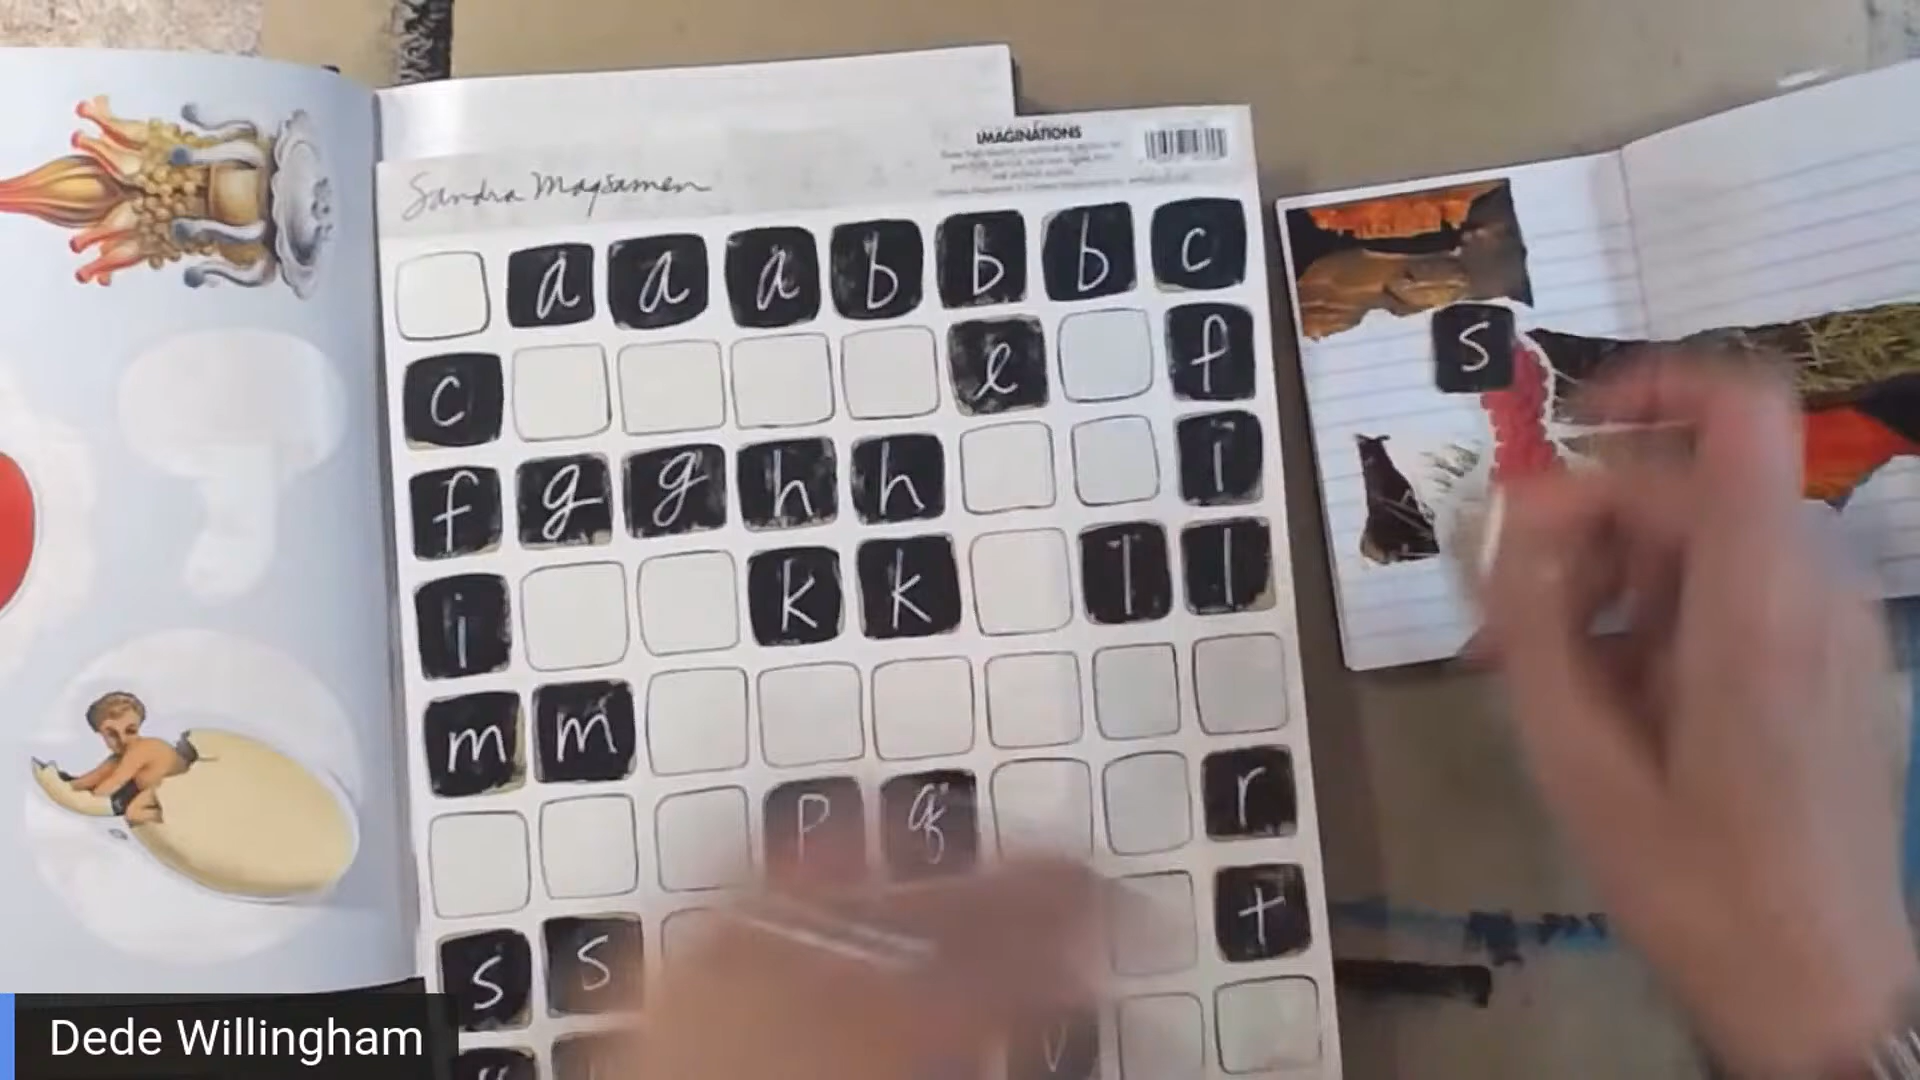 IMAGINATIONS
Sandra Magsamen
a a a b b b c
c e f
f g g h h l
i k k l l
m m
p q r
s s t
v
s
Dede Willingham